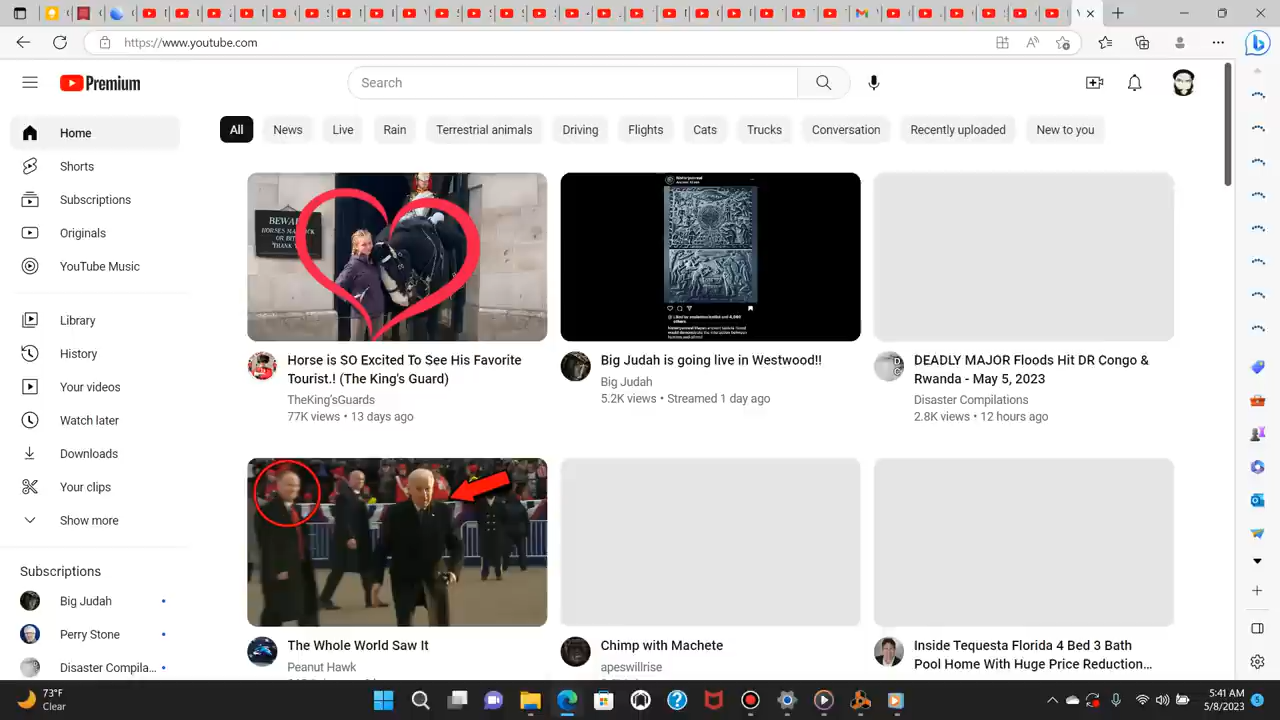 https://www.youtube.com
Premium
Search
Home
Shorts
Subscriptions
Originals
YouTube Music
Library
History
Your videos
Watch later
Downloads
Your clips
Show more
Subscriptions
Big Judah
Perry Stone
Disaster Compila...
All
News
Live
Rain
Terrestrial animals
Driving
Flights
Cats
Trucks
Conversation
Recently uploaded
New to you
BEWARE
HORSES
OR BITE
THANK
Horse is SO Excited To See His Favorite
Tourist.! (The King's Guard)
TheKing'sGuards
77K views • 13 days ago
Big Judah is going live in Westwood!!
Big Judah
5.2K views • Streamed 1 day ago
DEADLY MAJOR Floods Hit DR Congo &
Rwanda - May 5, 2023
Disaster Compilations
2.8K views • 12 hours ago
The Whole World Saw It
Peanut Hawk
Chimp with Machete
apeswillrise
Inside Tequesta Florida 4 Bed 3 Bath
Pool Home With Huge Price Reduction...
73°F
Clear
5:41 AM
5/8/2023